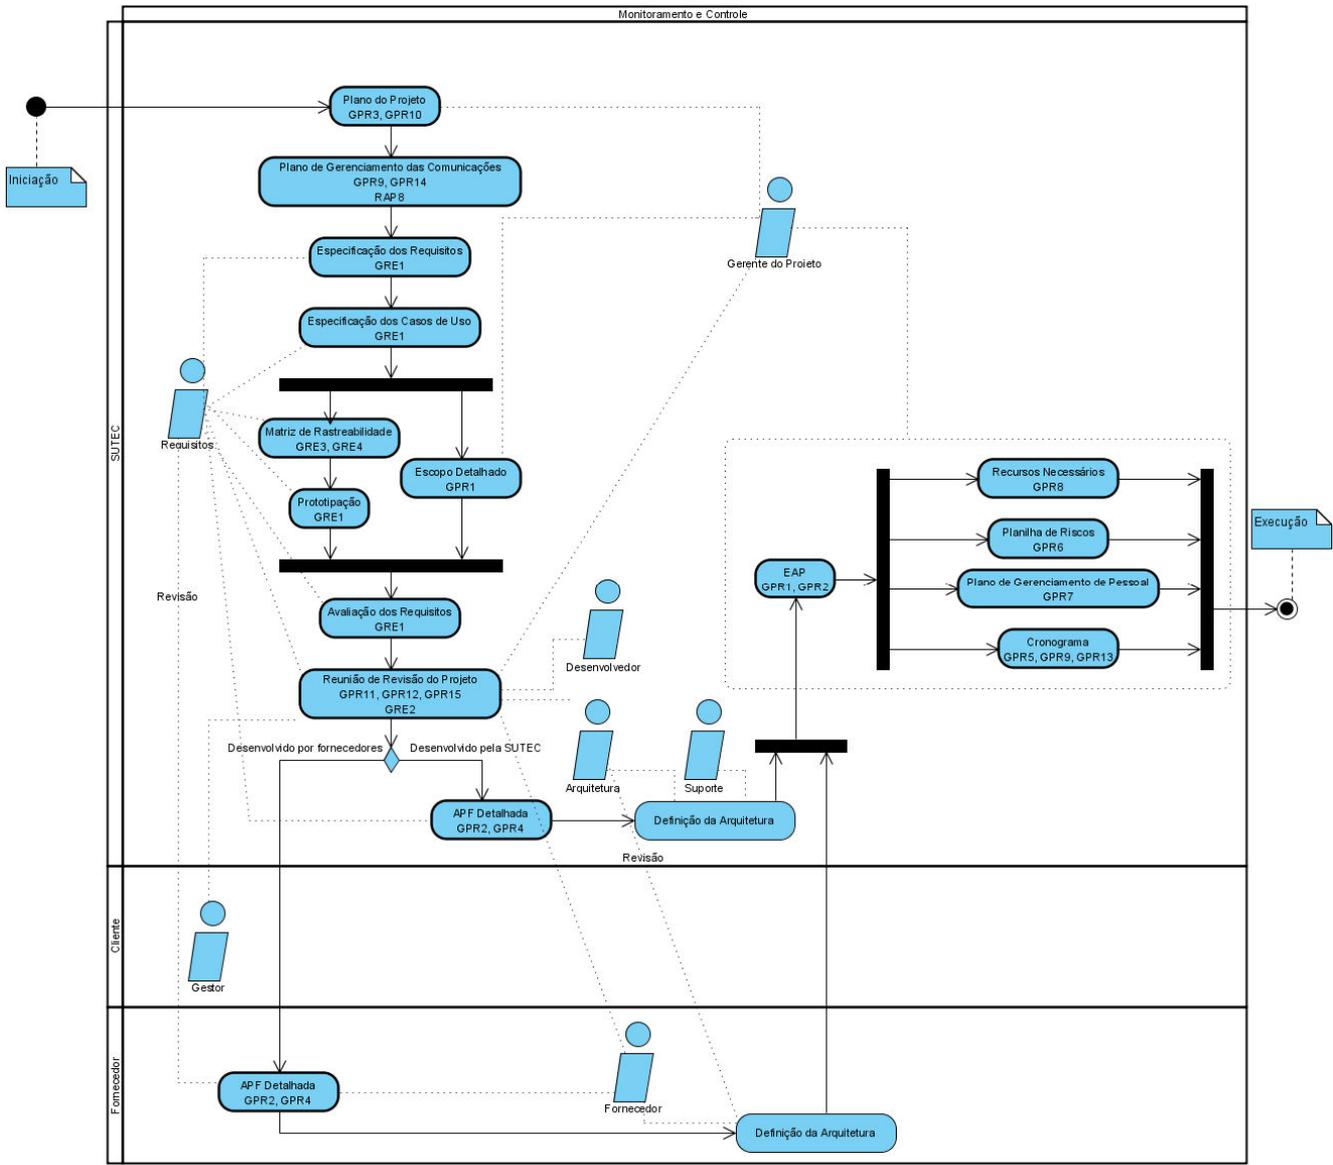 Monitoramento e Controle
Plano do Projeto
GPR3, GPR10
Iniciação
Plano de Gerenciamento das Comunicações
GPR9, GPR14
RAP8
Gerente do Projeto
Especificação dos Requisitos
GRE1
Especificação dos Casos de Uso
GRE1
Requisitos
Matriz de Rastreabilidade
GRE3, GRE4
Escopo Detalhado
GPR1
Prototipação
GRE1
SUTEC
Recursos Necessários
GPR8
Planilha de Riscos
GPR6
Execução
EAP
GPR1, GPR2
Plano de Gerenciamento de Pessoal
GPR7
Cronograma
GPR5, GPR9, GPR13
Revisão
Avaliação dos Requisitos
GRE1
Desenvolvedor
Reunião de Revisão do Projeto
GPR11, GPR12, GPR15
GRE2
Desenvolvido por fornecedores
Desenvolvido pela SUTEC
Arquitetura
Suporte
APF Detalhada
GPR2, GPR4
Definição da Arquitetura
Revisão
Cliente
Gestor
Fornecedor
APF Detalhada
GPR2, GPR4
Fornecedor
Definição da Arquitetura